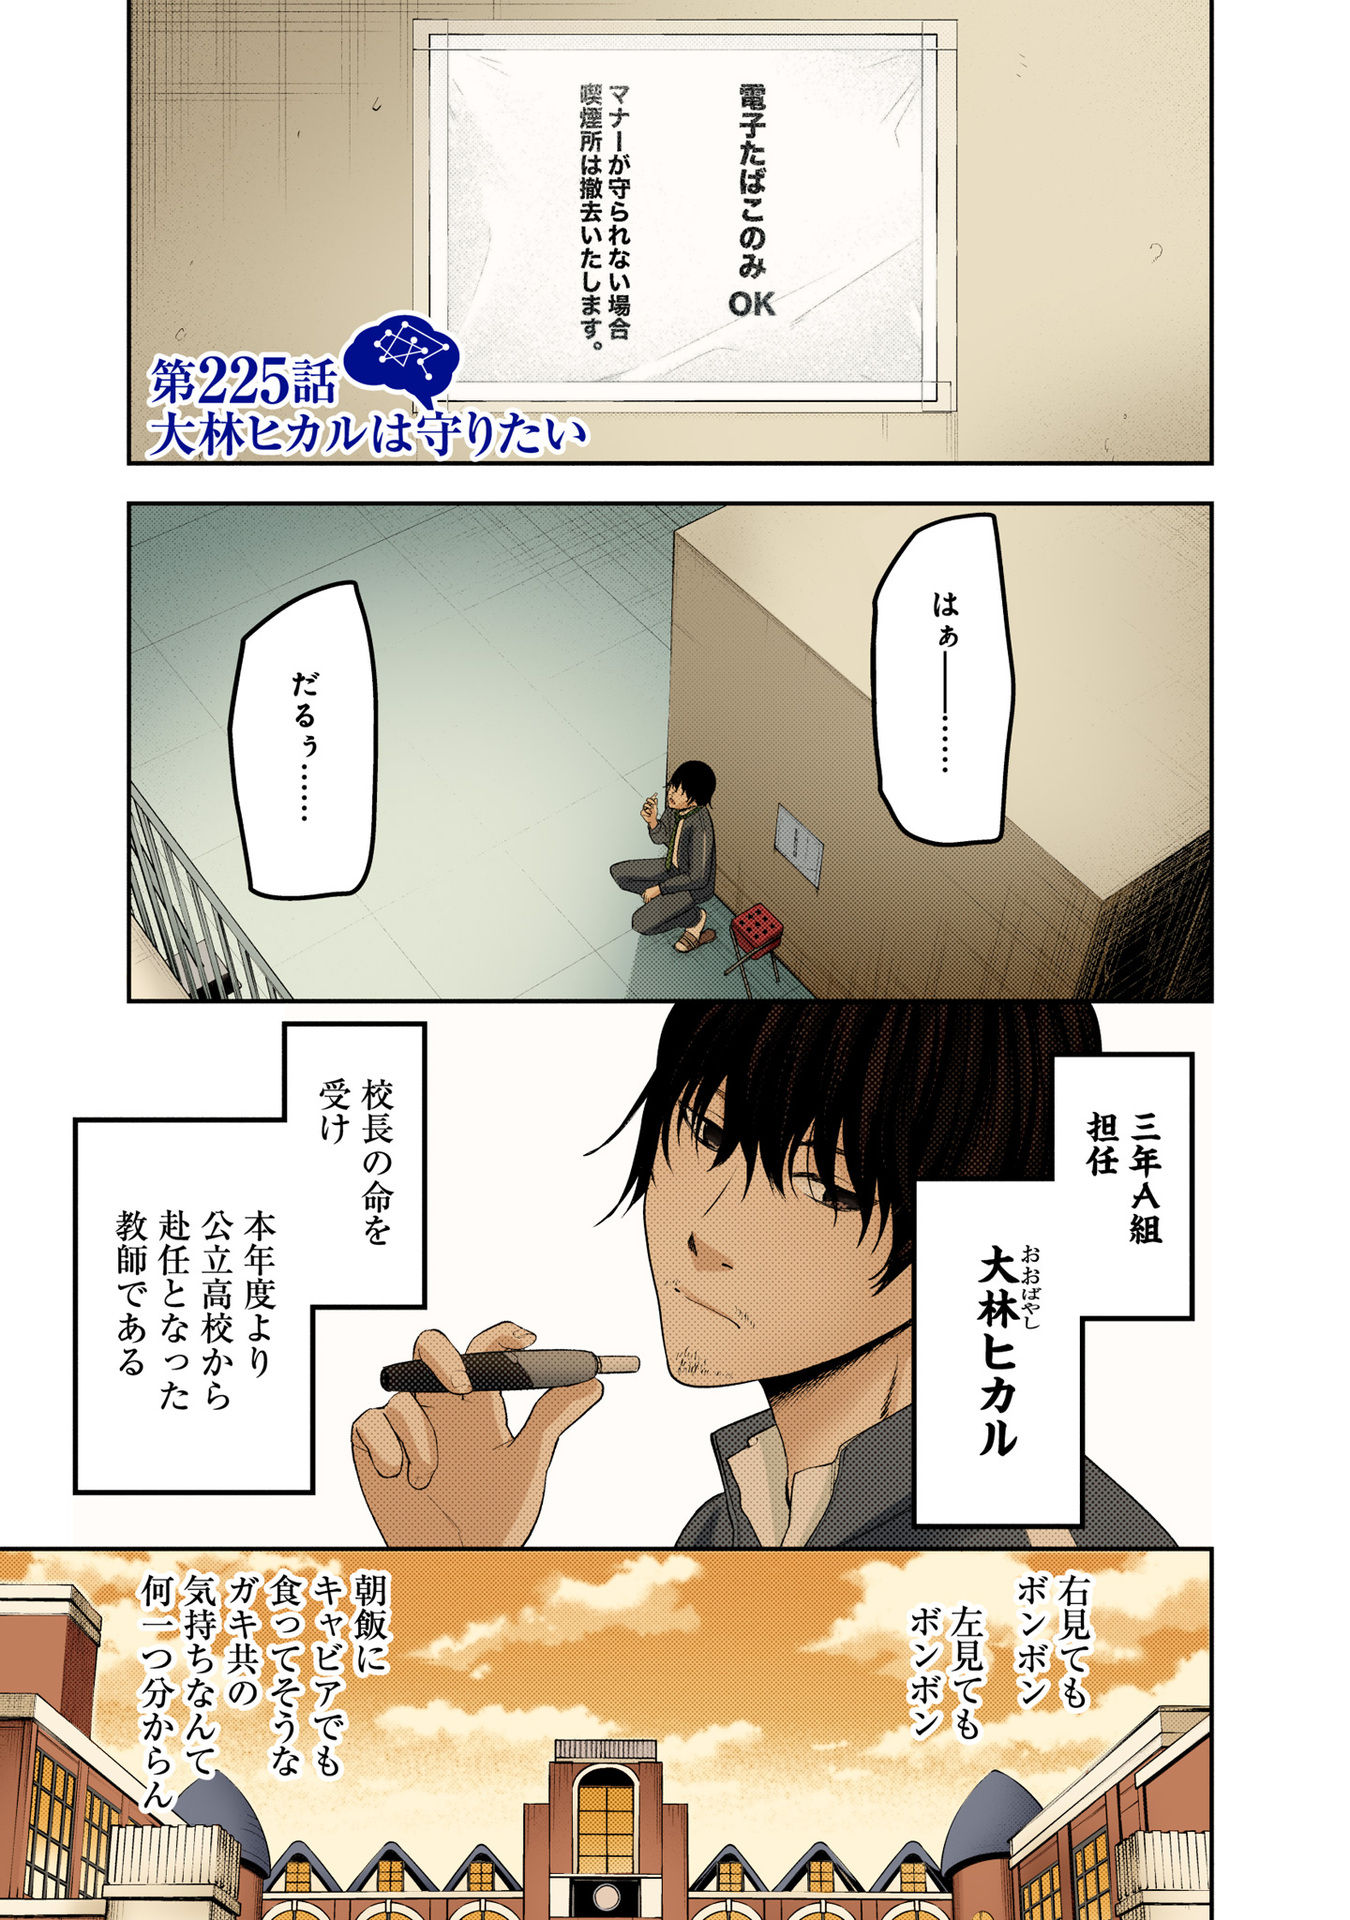 電子たばこのみOK
マナーが守られない場合
喫煙所は撤去いたします。
第225話
大林ヒカルは守りたい
はぁ――……
だるぅ……
三年A組
担任
大林ヒカル
おおばやし
校長の命を
受け
本年度より
公立高校から
赴任となった
教師である
右見ても
ボンボン
左見ても
ボンボン
朝飯に
キャビアでも
食ってそうな
ガキ共の
気持ちなんて
何一つ分からん